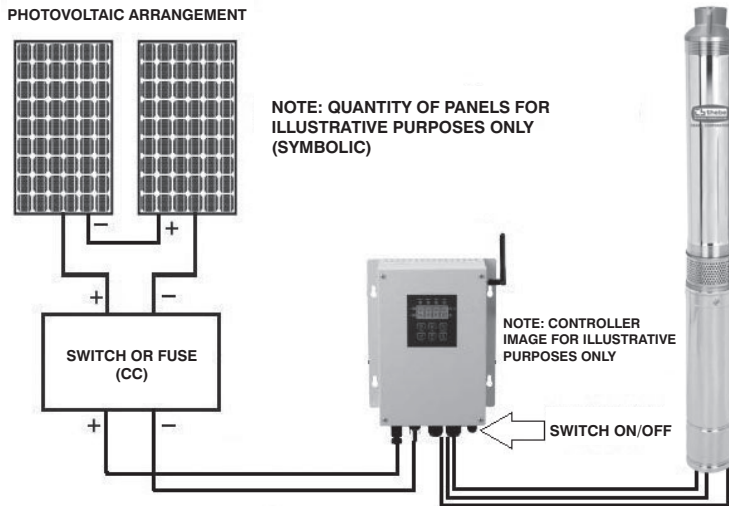 PHOTOVOLTAIC ARRANGEMENT
NOTE: QUANTITY OF PANELS FOR
ILLUSTRATIVE PURPOSES ONLY
(SYMBOLIC)
− +
+ −
SWITCH OR FUSE
(CC)
+ −
NOTE: CONTROLLER
IMAGE FOR ILLUSTRATIVE
PURPOSES ONLY
SWITCH ON/OFF